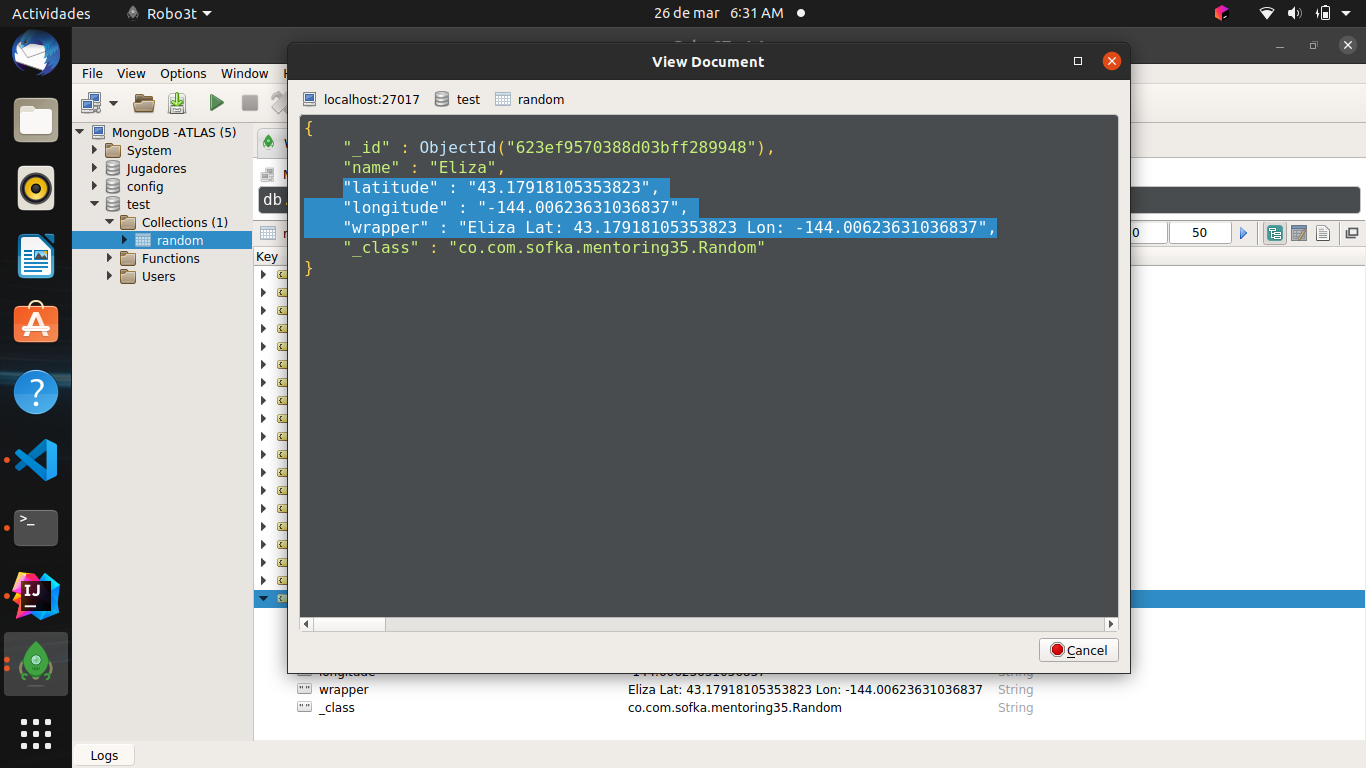 Actividades
Robo3t
26 de mar 6:31 AM
View Document
File View Options Window
localhost:27017 test random
MongoDB -ATLAS (5)
System
Jugadores
config
test
Collections (1)
random
Functions
Users
db
0
50
Key
{
"_id" : ObjectId("623ef9570388d03bff289948"),
"name" : "Eliza",
"latitude" : "43.17918105353823",
"longitude" : "-144.00623631036837",
"wrapper" : "Eliza Lat: 43.17918105353823 Lon: -144.00623631036837",
"_class" : "co.com.sofka.mentoring35.Random"
}
Cancel
longitude -144.00623631036837 String
wrapper Eliza Lat: 43.17918105353823 Lon: -144.00623631036837 String
_class co.com.sofka.mentoring35.Random String
Logs
>_
IJ